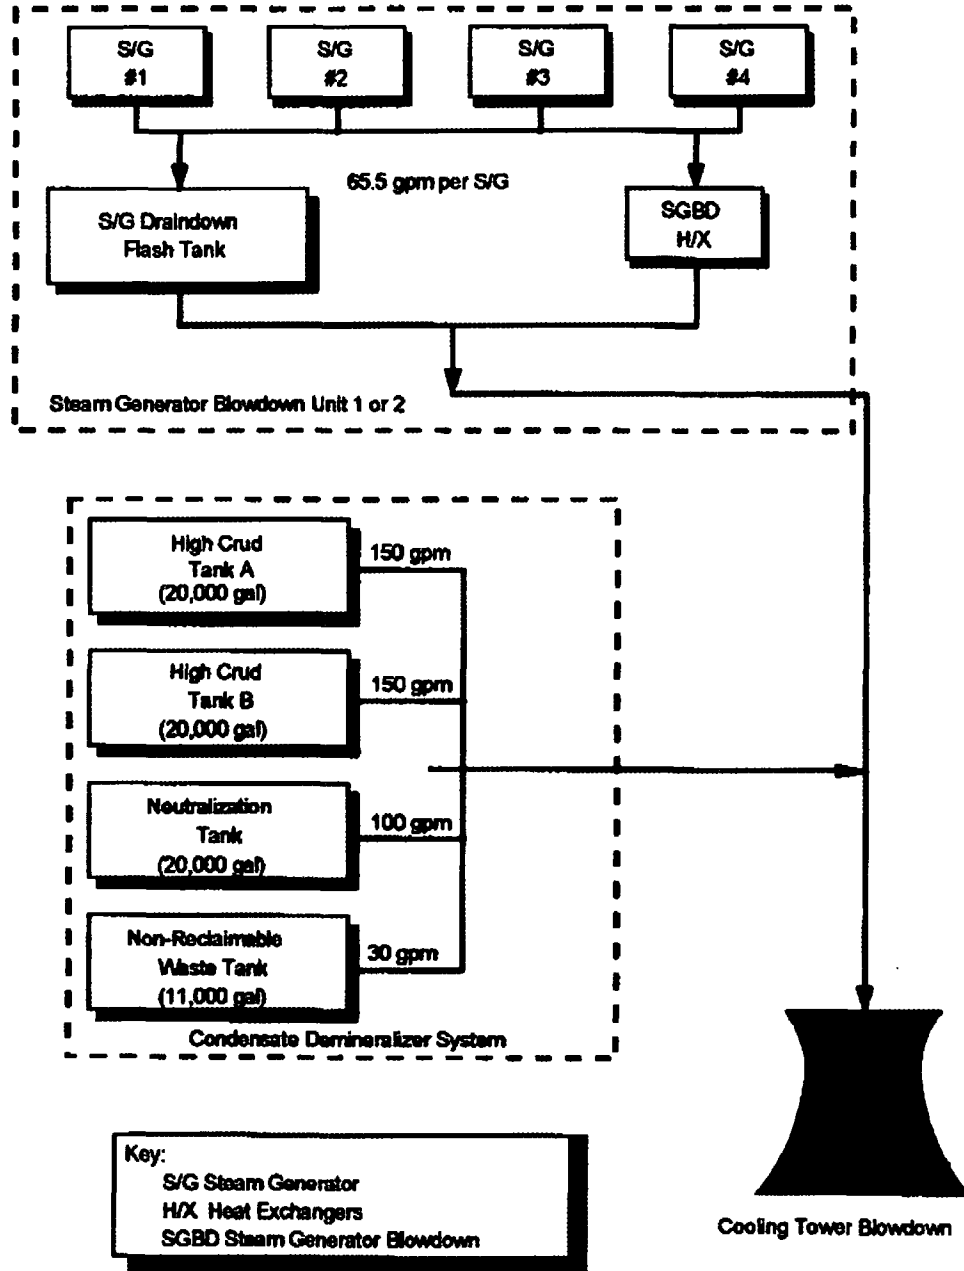 S/G
#1
S/G
#2
S/G
#3
S/G
#4
65.5 gpm per S/G
S/G Draindown
Flash Tank
SGBD
H/X
Steam Generator Blowdown Unit 1 or 2
High Crud
Tank A
(20,000 gal)
150 gpm
High Crud
Tank B
(20,000 gal)
150 gpm
Neutralization
Tank
(20,000 gal)
100 gpm
Non-Reclaimable
Waste Tank
(11,000 gal)
30 gpm
Condensate Demineralizer System
Key:
S/G Steam Generator
H/X Heat Exchangers
SGBD Steam Generator Blowdown
Cooling Tower Blowdown